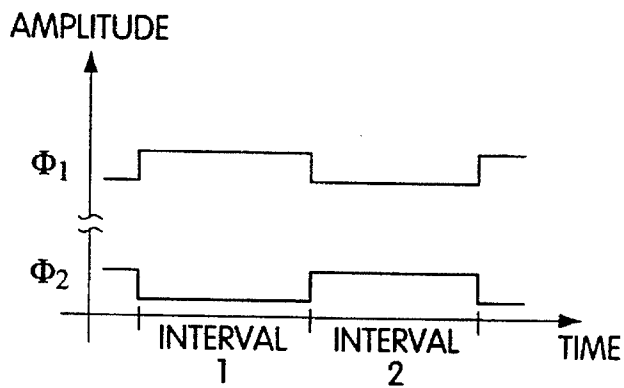 AMPLITUDE
Φ1
Φ2
INTERVAL
1
INTERVAL
2
TIME